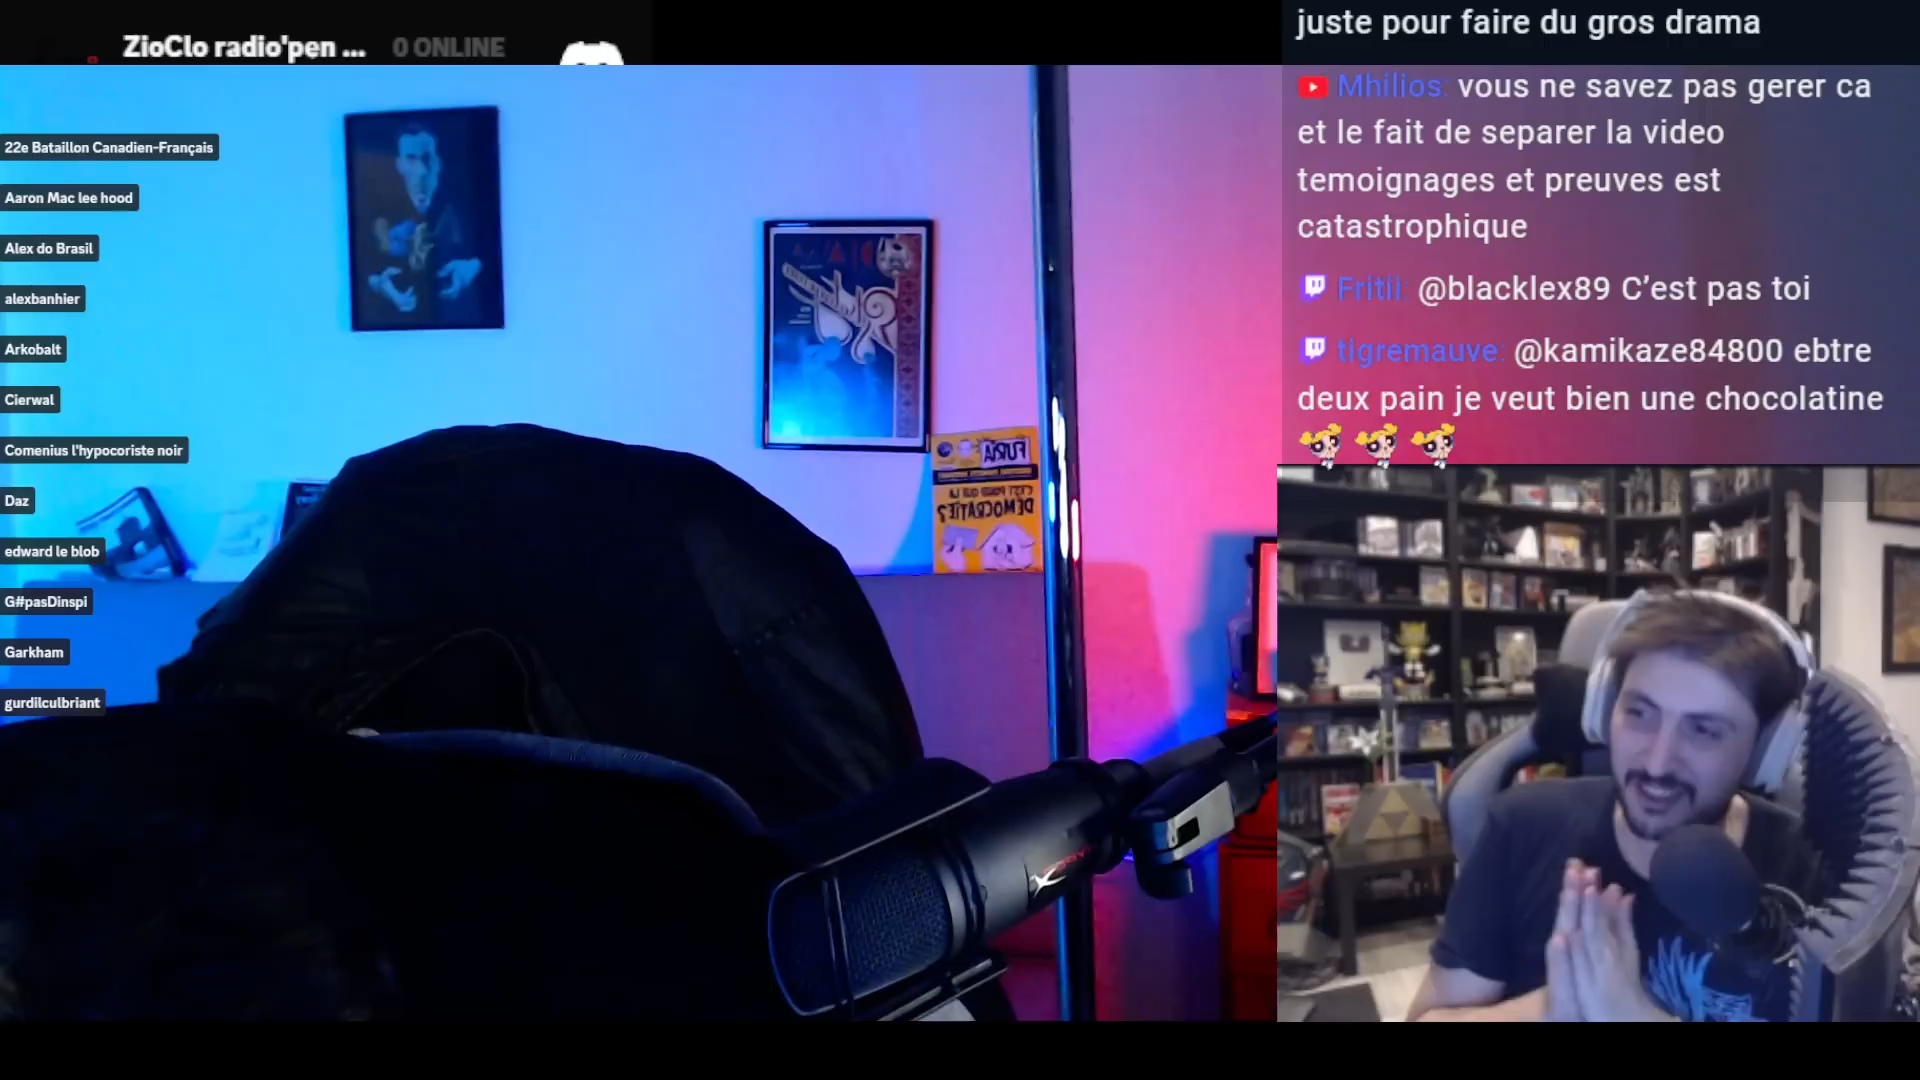 ZioClo radio'pen ... 0 ONLINE
22e Bataillon Canadien-Français
Aaron Mac lee hood
Alex do Brasil
alexbanhier
Arkobalt
Cierwal
Comenius l'hypocoriste noir
Daz
edward le blob
G#pasDinspi
Garkham
gurdilculbriant
FURIA
DÉMOCRATIE?
juste pour faire du gros drama
Mhilios: vous ne savez pas gerer ca
et le fait de separer la video
temoignages et preuves est
catastrophique
Fritii: @blacklex89 C’est pas toi
tigremauve: @kamikaze84800 ebtre
deux pain je veut bien une chocolatine